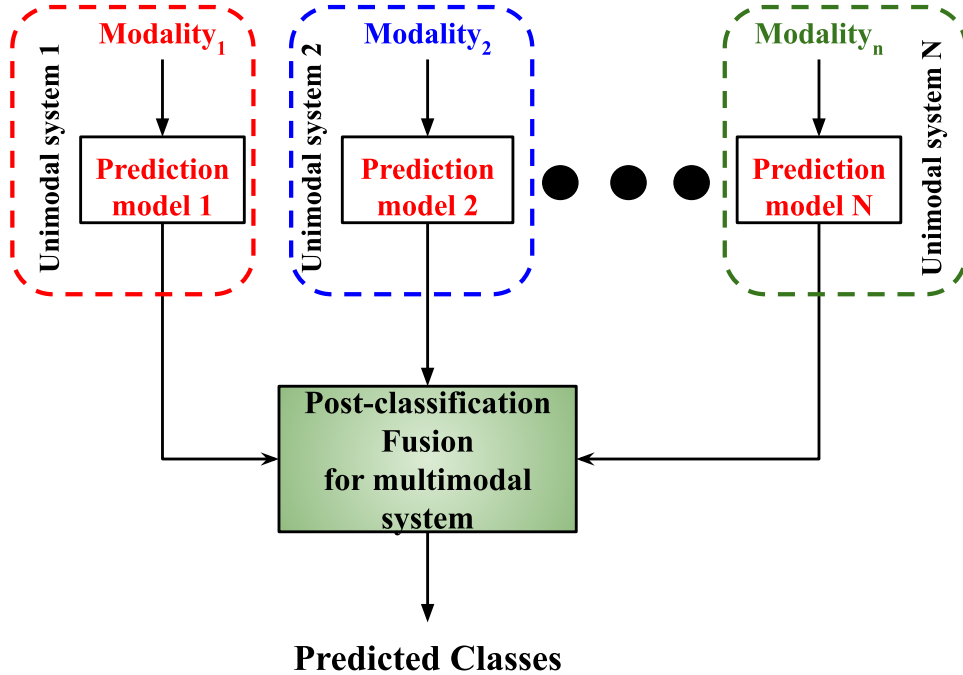 Modality1
Unimodal system 1
Prediction
model 1
Modality2
Unimodal system 2
Prediction
model 2
Modalityn
Unimodal system N
Prediction
model N
Post-classification
Fusion
for multimodal
system
Predicted Classes